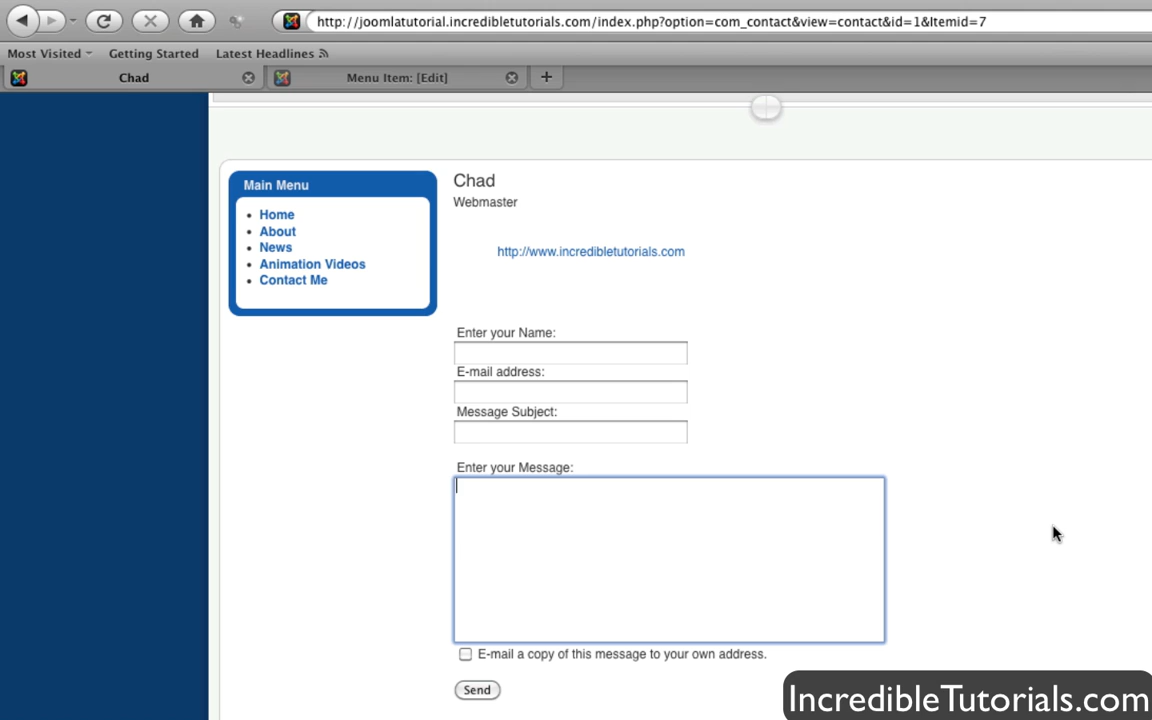 http://joomlatutorial.incredibletutorials.com/index.php?option=com_contact&view=contact&id=1&Itemid=7
Most Visited Getting Started Latest Headlines
Chad Menu Item: [Edit]
Main Menu
Home
About
News
Animation Videos
Contact Me
Chad
Webmaster
http://www.incredibletutorials.com
Enter your Name:
E-mail address:
Message Subject:
Enter your Message:
E-mail a copy of this message to your own address.
Send
IncredibleTutorials.com